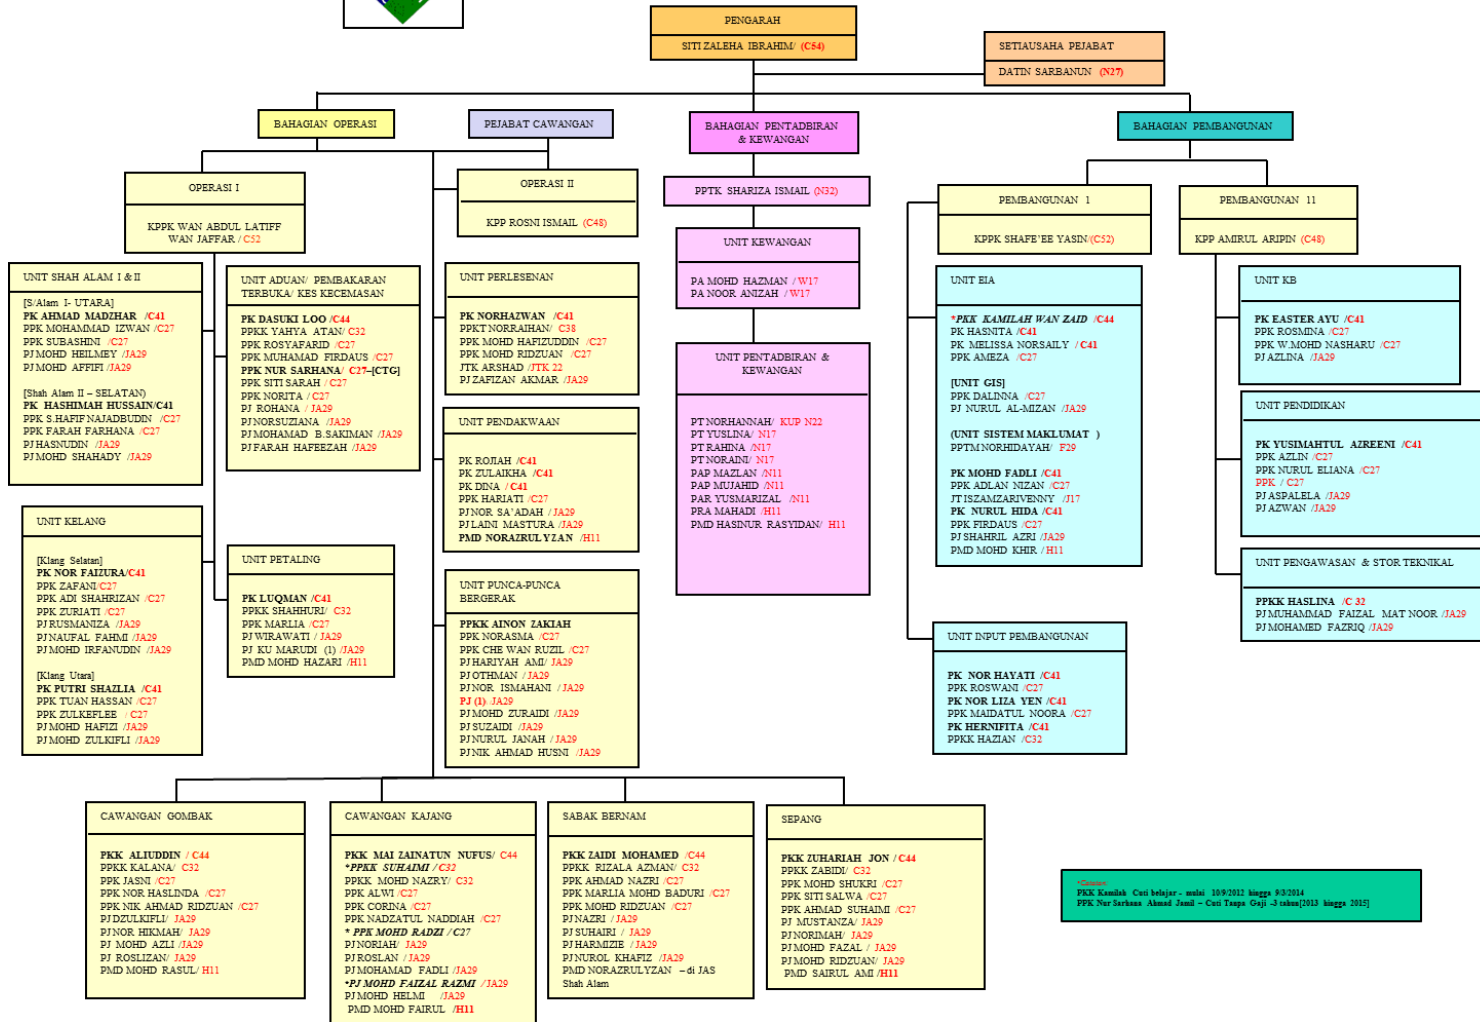 PENGARAH
SITI ZALEHA IBRAHIM/ (C54)
SETIAUSAHA PEJABAT
DATIN SARBANUN (N27)
BAHAGIAN OPERASI
PEJABAT CAWANGAN
BAHAGIAN PENTADBIRAN
& KEWANGAN
BAHAGIAN PEMBANGUNAN
OPERASI I
KPPK WAN ABDUL LATIFF
WAN JAFFAR / C52
OPERASI II
KPP ROSNI ISMAIL (C48)
PPTK SHARIZA ISMAIL (N32)
PEMBANGUNAN 1
KPPK SHAFE'EE YASIN/(C52)
PEMBANGUNAN 11
KPP AMIRUL ARIPIN (C48)
UNIT SHAH ALAM I & II
[S/Alam I- UTARA]
PK AHMAD MADZHAR /C41
PPK MOHAMMAD IZWAN /C27
PPK SUBASHINI /C27
PJ MOHD HEILMEY /JA29
PJ MOHD AFFIFI /JA29
[Shah Alam II – SELATAN)
PK HASHIMAH HUSSAIN/C41
PPK S.HAFIF NAJADBUDIN /C27
PPK FARAH FARHANA /C27
PJ HASNUDIN /JA29
PJ MOHD SHAHADY /JA29
UNIT ADUAN/ PEMBAKARAN
TERBUKA/ KES KECEMASAN
PK DASUKI LOO /C44
PPKK YAHYA ATAN/ C32
PPK ROSYAFARID /C27
PPK MUHAMAD FIRDAUS /C27
PPK NUR SARHANA/ C27–[CTG]
PPK SITI SARAH / C27
PPK NORITA / C27
PJ ROHANA / JA29
PJ NORSUZIANA /JA29
PJ MOHAMAD B.SAKIMAN /JA29
PJ FARAH HAFEEZAH /JA29
UNIT KELANG
[Klang Selatan]
PK NOR FAIZURA/C41
PPK ZAFANI/C27
PPK ADI SHAHRIZAN /C27
PPK ZURIATI /C27
PJ RUSMANIZA /JA29
PJ NAUFAL FAHMI /JA29
PJ MOHD IRFANUDIN /JA29
[Klang Utara]
PK PUTRI SHAZLIA /C41
PPK TUAN HASSAN /C27
PPK ZULKEFLEE / C27
PJ MOHD HAFIZI /JA29
PJ MOHD ZULKIFLI /JA29
UNIT PETALING
PK LUQMAN /C41
PPKK SHAHHURI/ C32
PPK MARLIA /C27
PJ WIRAWATI / JA29
PJ KU MARUDI (1) /JA29
PMD MOHD HAZARI /H11
UNIT PERLESENAN
PK NORHAZWAN /C41
PPKT NORRAIHAN/ C38
PPK MOHD HAFIZUDDIN /C27
PPK MOHD RIDZUAN /C27
JTK ARSHAD /JTK 22
PJ ZAFIZAN AKMAR /JA29
UNIT PENDAKWAAN
PK ROJIAH /C41
PK ZULAIKHA /C41
PK DINA /C41
PPK HARIATI /C27
PJ NOR SA'ADAH /JA29
PJ LAINI MASTURA /JA29
PMD NORAZRULYZAN /H11
UNIT PUNCA-PUNCA
BERGERAK
PPKK AINON ZAKIAH
PPK NORASMA /C27
PPK CHE WAN RUZIL /C27
PJ HARIYAH AMI/ JA29
PJ OTHMAN /JA29
PJ NOR ISMAHANI / JA29
PJ (1) JA29
PJ MOHD ZURAIDI /JA29
PJ SUZAIDI /JA29
PJ NURUL JANAH / JA29
PJ NIK AHMAD HUSNI /JA29
UNIT KEWANGAN
PA MOHD HAZMAN / W17
PA NOOR ANIZAH / W17
UNIT PENTADBIRAN &
KEWANGAN
PT NORHANNAH/ KUP N22
PT YUSLINA/ N17
PT RAHINA /N17
PT NORAINI/ N17
PAP MAZLAN /N11
PAP MUJAHID /N11
PAR YUSMARIZAL /N11
PRA MAHADI /H11
PMD HASINUR RASYIDAN/ H11
UNIT EIA
*PKK KAMILAH WAN ZAID /C44
PK HASNITA /C41
PK MELISSA NORSAILY / C41
PPK AMEZA /C27
[UNIT GIS]
PPK DALINNA /C27
PJ NURUL AL-MIZAN /JA29
(UNIT SISTEM MAKLUMAT )
PPTM NORHIDAYAH/ F29
PK MOHD FADLI /C41
PPK ADLAN NIZAN /C27
JT ISZAMZARIVENNY /J17
PK NURUL HIDA /C41
PPK FIRDAUS /C27
PJ SHAHRIL AZRI /JA29
PMD MOHD KHIR /H11
UNIT INPUT PEMBANGUNAN
PK NOR HAYATI /C41
PPK ROSWANI /C27
PK NOR LIZA YEN /C41
PPK MAIDATUL NOORA /C27
PK HERNIFITA /C41
PPKK HAZIAN /C32
UNIT KB
PK EASTER AYU /C41
PPK ROSMINA /C27
PPK W.MOHD NASHARU /C27
PJ AZLINA /JA29
UNIT PENDIDIKAN
PK YUSIMAHTUL AZREENI /C41
PPK AZLIN /C27
PPK NURUL ELIANA /C27
PPK / C27
PJ ASPALELA /JA29
PJ AZWAN /JA29
UNIT PENGAWASAN & STOR TEKNIKAL
PPKK HASLINA /C 32
PJ MUHAMMAD FAIZAL MAT NOOR /JA29
PJ MOHAMED FAZRIQ /JA29
CAWANGAN GOMBAK
PKK ALIUDDIN / C44
PPKK KALANA/ C32
PPK JASNI /C27
PPK NOR HASLINDA /C27
PPK NIK AHMAD RIDZUAN /C27
PJ DZULKIFLI/ JA29
PJ NOR HIKMAH/ JA29
PJ MOHD AZLI /JA29
PJ ROSLIZAN/ JA29
PMD MOHD RASUL/ H11
CAWANGAN KAJANG
PKK MAI ZAINATUN NUFUS/ C44
*PPKK SUHAIMI / C32
PPKK MOHD NAZRY/ C32
PPK ALWI /C27
PPK CORINA /C27
PPK NADZATUL NADDIAH /C27
* PPK MOHD RADZI / C27
PJ NORIAH/ JA29
PJ ROSLAN / JA29
PJ MOHAMAD FADLI /JA29
*PJ MOHD FAIZAL RAZMI / JA29
PJ MOHD HELMI /JA29
PMD MOHD FAIRUL /H11
SABAK BERNAM
PKK ZAIDI MOHAMED /C44
PPKK RIZALA AZMAN/ C32
PPK AHMAD NAZRI /C27
PPK MARLIA MOHD BADURI /C27
PPK MOHD RIDZUAN /C27
PJ NAZRI / JA29
PJ SUHAIRI / JA29
PJ HARMIZIE / JA29
PJ NUROL KHAFIZ /JA29
PMD NORAZRULYZAN – di JAS
Shah Alam
SEPANG
PKK ZUHARIAH JON / C44
PPKK ZABIDI/ C32
PPK MOHD SHUKRI /C27
PPK SITI SALWA /C27
PPK AHMAD SUHAIMI /C27
PJ MUSTANZA/ JA29
PJ NORIMAH/ JA29
PJ MOHD FAZAL / JA29
PJ MOHD RIDZUAN/ JA29
PMD SAIRUL AMI /H11
PKK Kamilah Cuti belajar - mulai 10/9/2012 hingga 9/3/2014
PPK Nur Sarhana Ahmad Jamil – Cuti Tanpa Gaji -3 tahun[2013 hingga 2015]